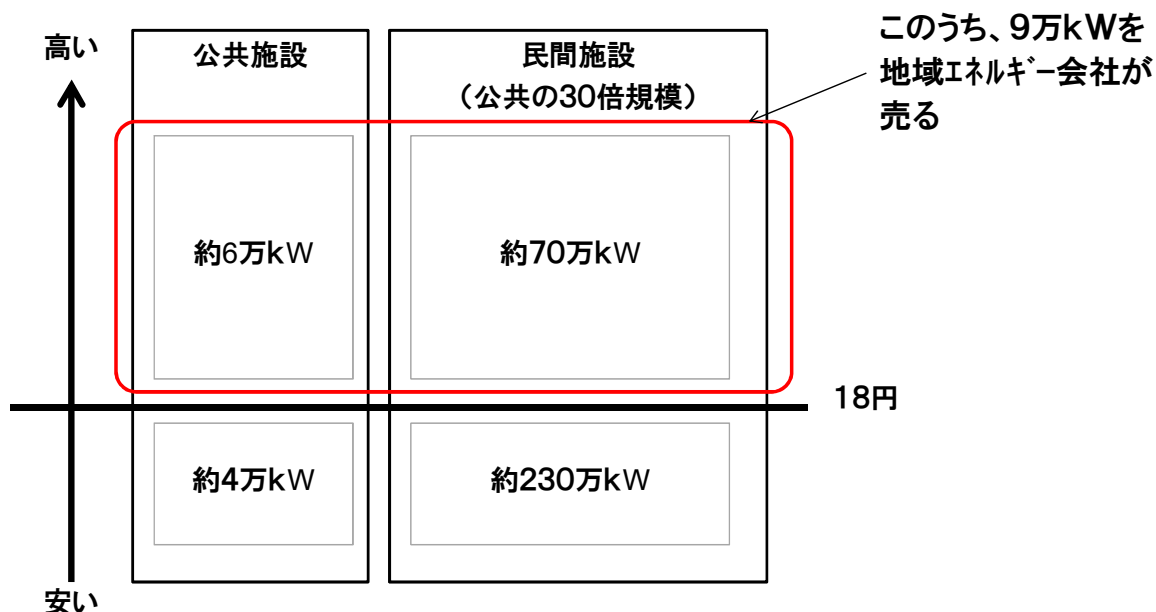 高い
公共施設
民間施設
（公共の30倍規模）
このうち、9万kWを
地域ｴﾈﾙｷﾞｰ会社が
売る
約6万kW
約70万kW
18円
約4万kW
約230万kW
安い